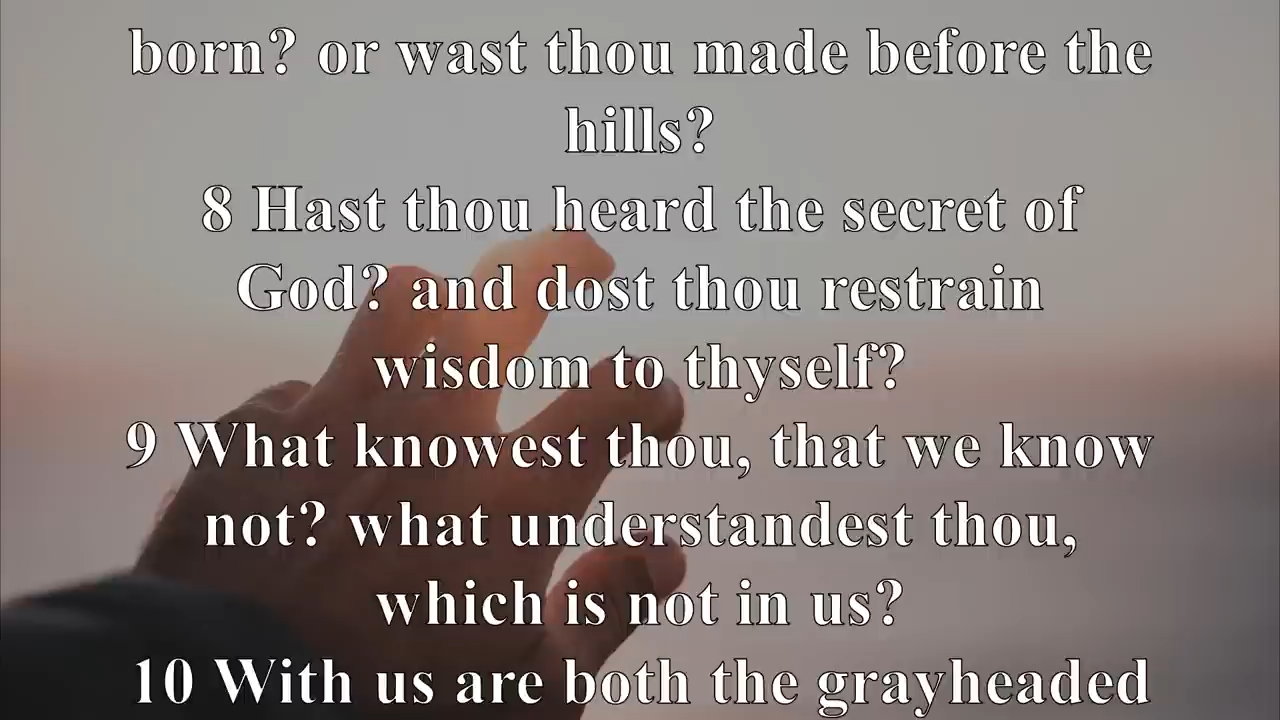 born? or wast thou made before the
hills?
8 Hast thou heard the secret of
God? and dost thou restrain
wisdom to thyself?
9 What knowest thou, that we know
not? what understandest thou,
which is not in us?
10 With us are both the grayheaded